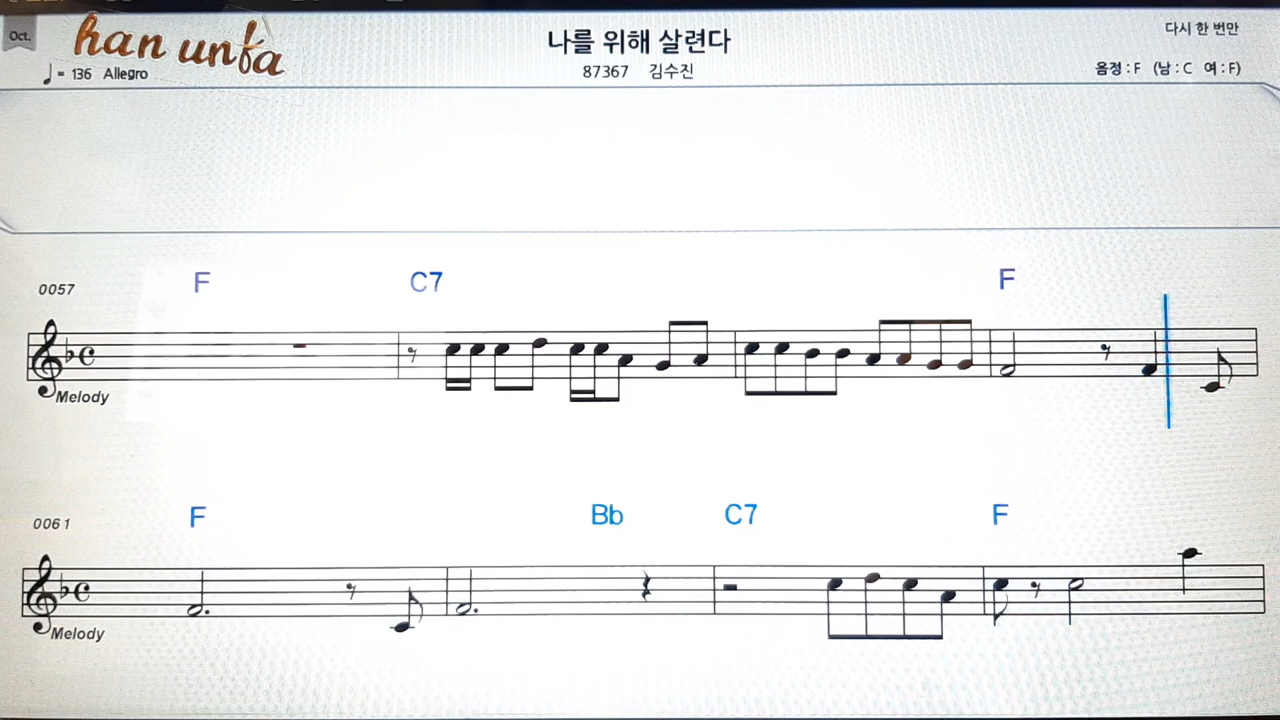 Oct.
han unfa
나를 위해 살련다
다시 한 번만
= 136 Allegro
87367 김수진
음정 : F (남 : C 여 : F)
F C7 F
0057
Melody
F Bb C7 F
0061
Melody